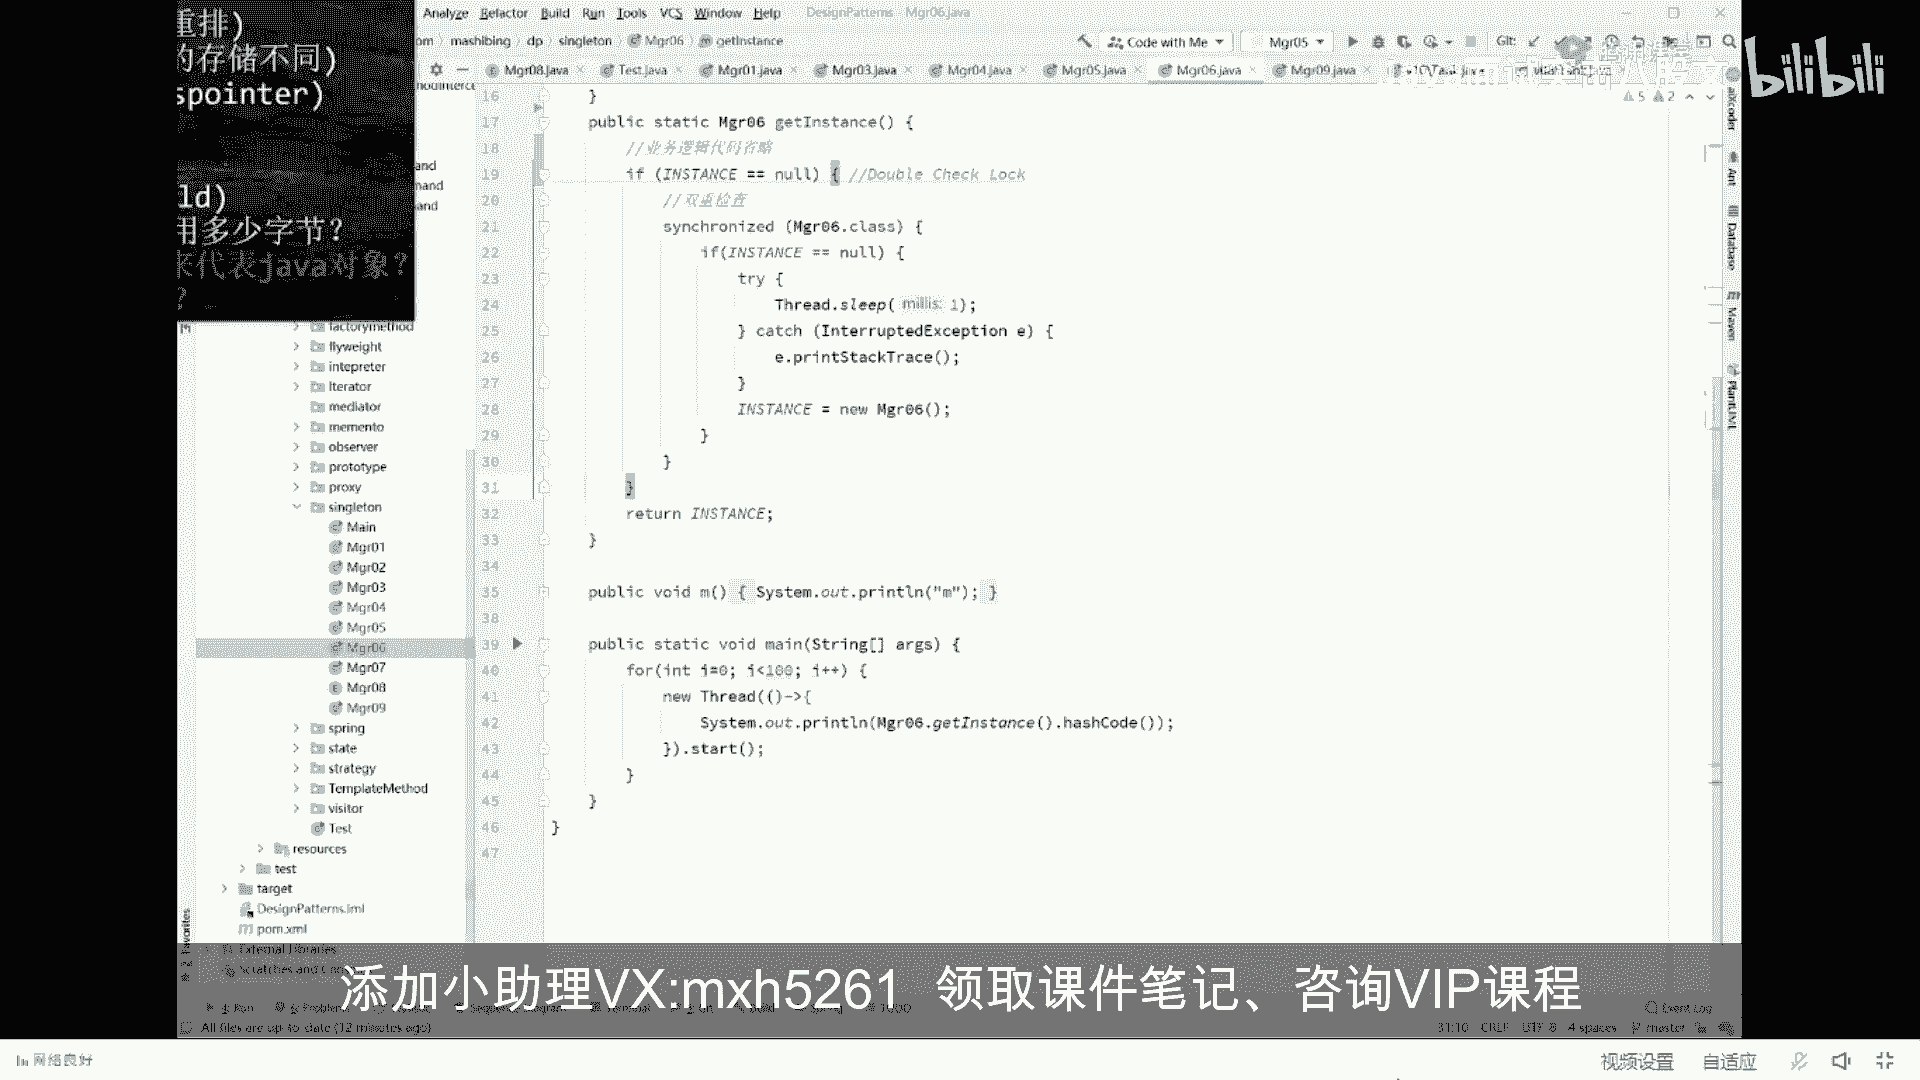 Analyze Refactor Build Run Tools VCS Window Help DesignPatterns Mgr06.java
mashibing dp singleton Mgr06 getInstance
Code with Me Mgr05 Git:
Mgr08.java Test.java Mgr01.java Mgr03.java Mgr04.java Mgr05.java Mgr06.java Mgr09.java
bilibili
重排)
的存储不同)
spointer)
ld)
用多少字节?
来代表java对象?
?
16 }
17 public static Mgr06 getInstance() {
18 //业务逻辑代码省略
19 if (INSTANCE == null) { //Double Check Lock
20 //双重检查
21 synchronized (Mgr06.class) {
22 if(INSTANCE == null) {
23 try {
24 Thread.sleep( millis: 1);
25 } catch (InterruptedException e) {
26 e.printStackTrace();
27 }
28 INSTANCE = new Mgr06();
29 }
30 }
31 }
32 return INSTANCE;
33 }
34
35 public void m() { System.out.println("m"); }
38
39 public static void main(String[] args) {
40 for(int i=0; i<100; i++) {
41 new Thread(()->{
42 System.out.println(Mgr06.getInstance().hashCode());
43 }).start();
44 }
45 }
46 }
47
5 2
aiXcoder
Ant
Database
Maven
PlantUML
factorymethod
flyweight
intepreter
Iterator
mediator
memento
observer
prototype
proxy
singleton
Main
Mgr01
Mgr02
Mgr03
Mgr04
Mgr05
Mgr06
Mgr07
Mgr08
Mgr09
spring
state
strategy
TemplateMethod
visitor
Test
resources
test
target
DesignPatterns.iml
pom.xml
External Libraries
Favorites
添加小助理VX:mxh5261 领取课件笔记、咨询VIP课程
Event Log
All files are up-to-date (12 minutes ago)
31:10 CRLF UTF-8 4 spaces master
网络良好
视频设置 自适应